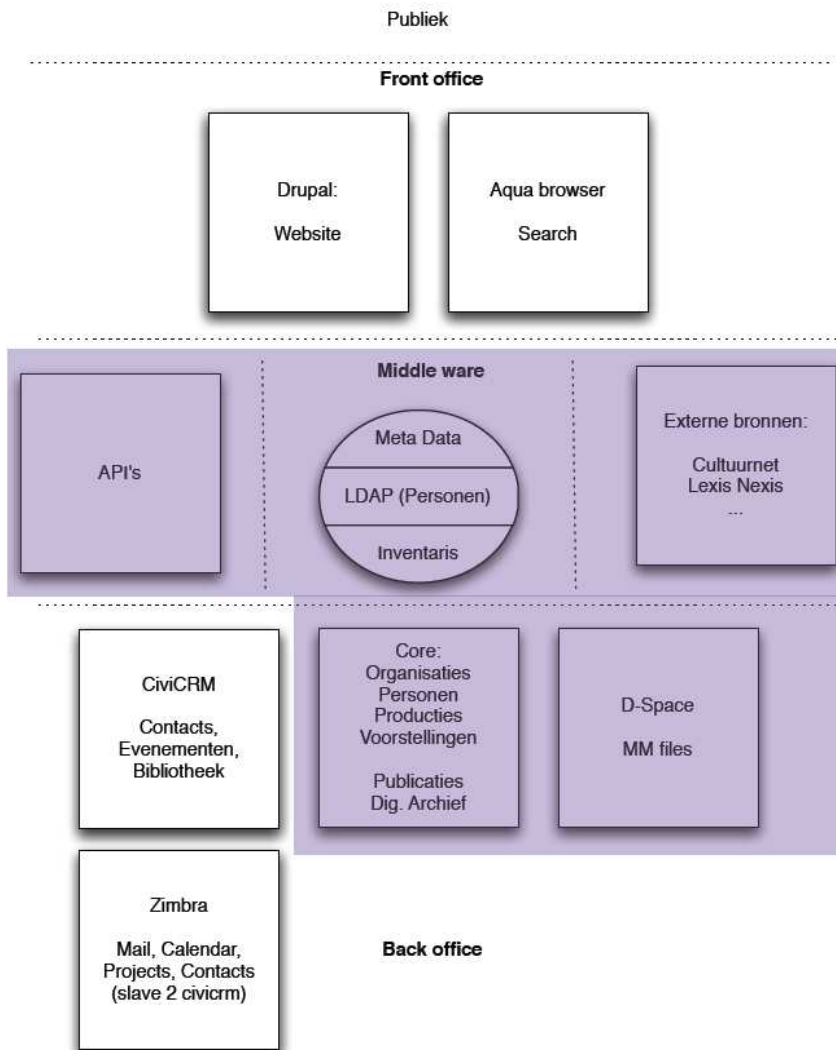 Publiek
Front office
Drupal:
Website
Aqua browser
Search
Middle ware
API's
Meta Data
LDAP (Personen)
Inventaris
Externe bronnen:
Cultuurnet
Lexis Nexis
...
CiviCRM
Contacts,
Evenementen,
Bibliotheek
Core:
Organisaties
Personen
Producties
Voorstellingen
Publicaties
Dig. Archief
D-Space
MM files
Zimbra
Mail, Calendar,
Projects, Contacts
(slave 2 civicrm)
Back office